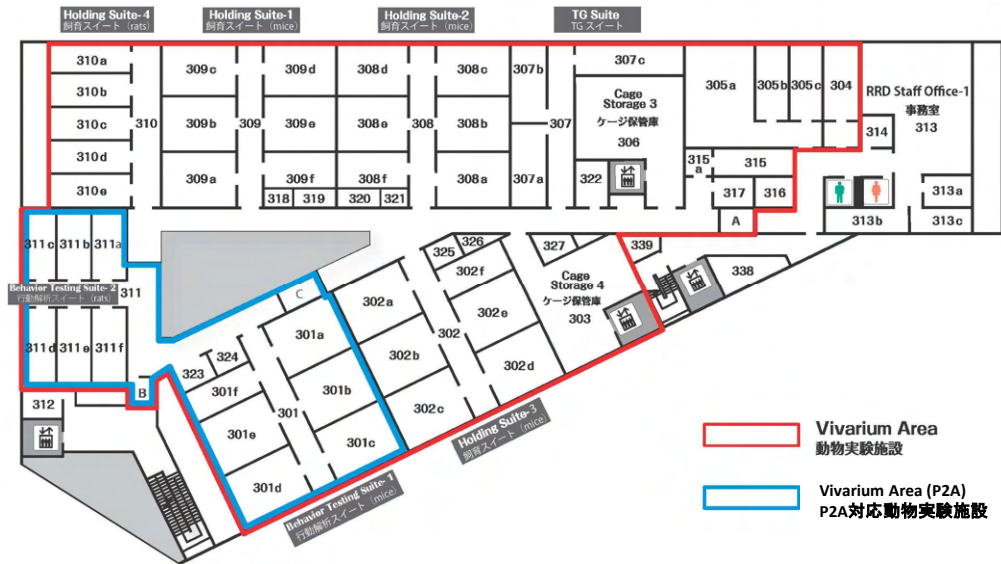 Holding Suite-4
飼育スイート (rats)
Holding Suite-1
飼育スイート (mice)
Holding Suite-2
飼育スイート (mice)
TG Suite
TG スイート
310a
310b
310c
310d
310e
310
309c
309b
309a
309
309d
309e
309f
318
319
308d
308e
308f
320
321
308
308c
308b
308a
307b
307a
307
307c
Cage
Storage 3
ケージ保管庫
306
322
305a
305b
305c
304
315
a
315
317
316
A
RRD Staff Office-1
事務室
313
314
313a
313b
313c
311c
311b
311a
311
Behavior Testing Suite-2
行動解析スイート (rats)
311d
311e
311f
B
312
C
323
324
301f
301e
301d
301
301a
301b
301c
302a
302b
302c
302
325
326
302f
302e
302d
327
Cage
Storage 4
ケージ保管庫
303
339
338
Holding Suite-3
飼育スイート (mice)
Behavior Testing Suite-1
行動解析スイート (mice)
Vivarium Area
動物実験施設
Vivarium Area (P2A)
P2A対応動物実験施設